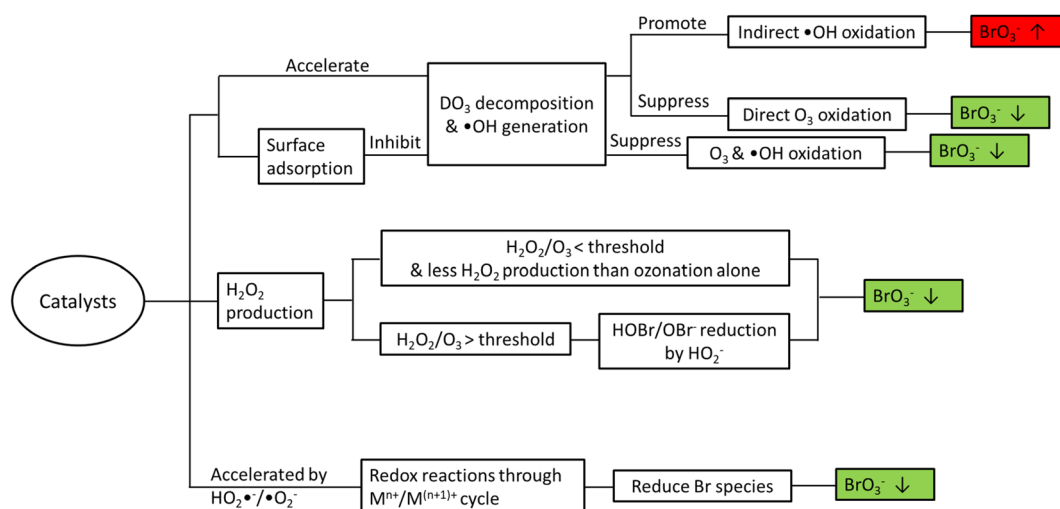 Promote
Indirect •OH oxidation
BrO₃⁻ ↑
Accelerate
DO₃ decomposition
& •OH generation
Suppress
Direct O₃ oxidation
BrO₃⁻ ↓
Surface
adsorption
Inhibit
Suppress
O₃ & •OH oxidation
BrO₃⁻ ↓
Catalysts
H₂O₂
production
H₂O₂/O₃ < threshold
& less H₂O₂ production than ozonation alone
H₂O₂/O₃ > threshold
HOBr/OBr⁻ reduction
by HO₂⁻
BrO₃⁻ ↓
Accelerated by
HO₂•⁻/•O₂⁻
Redox reactions through
Mⁿ⁺/M⁽ⁿ⁺¹⁾⁺ cycle
Reduce Br species
BrO₃⁻ ↓